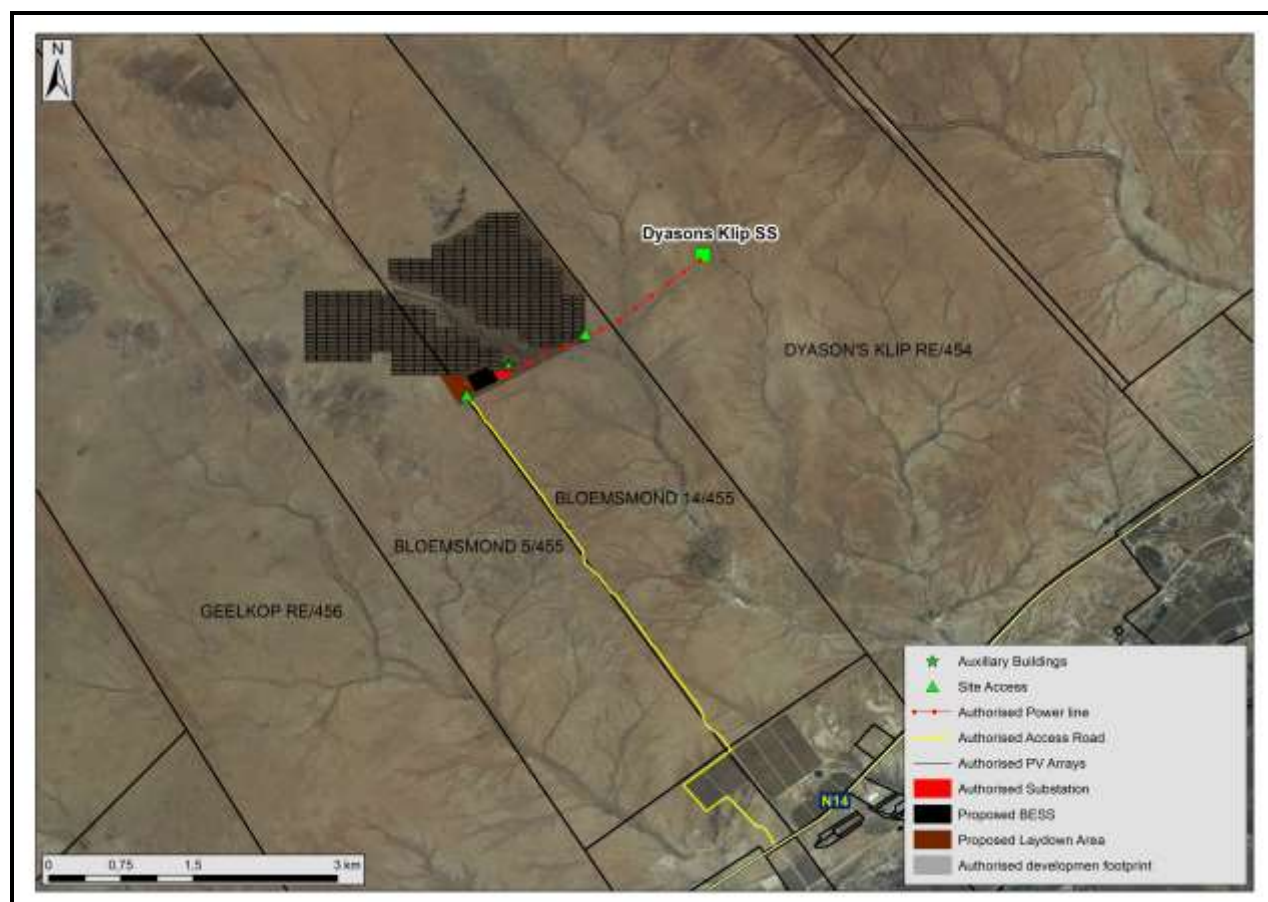 N
Dyasons Klip SS
DYASON'S KLIP RE/454
BLOEMSMOND 14/455
BLOEMSMOND 5/455
GEELKOP RE/456
N14
Auxiliary Buildings
Site Access
Authorised Power line
Authorised Access Road
Authorised PV Arrays
Authorised Substation
Proposed BESS
Proposed Laydown Area
Authorised developmen footprint
0 0.75 1.5 3 km